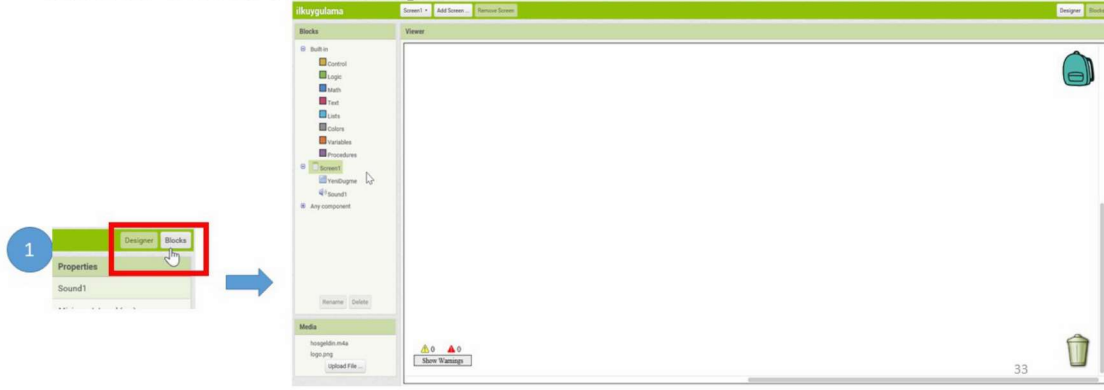 ilkuygulama
Screen1
Add Screen ...
Remove Screen
Designer
Blocks
Blocks
Viewer
Built-in
Control
Logic
Math
Text
Lists
Colors
Variables
Procedures
Screen1
YeniDugme
Sound1
Any component
Rename
Delete
Media
hosgeldin.m4a
logo.png
Upload File ...
0
0
Show Warnings
33
1
Designer
Blocks
Properties
Sound1